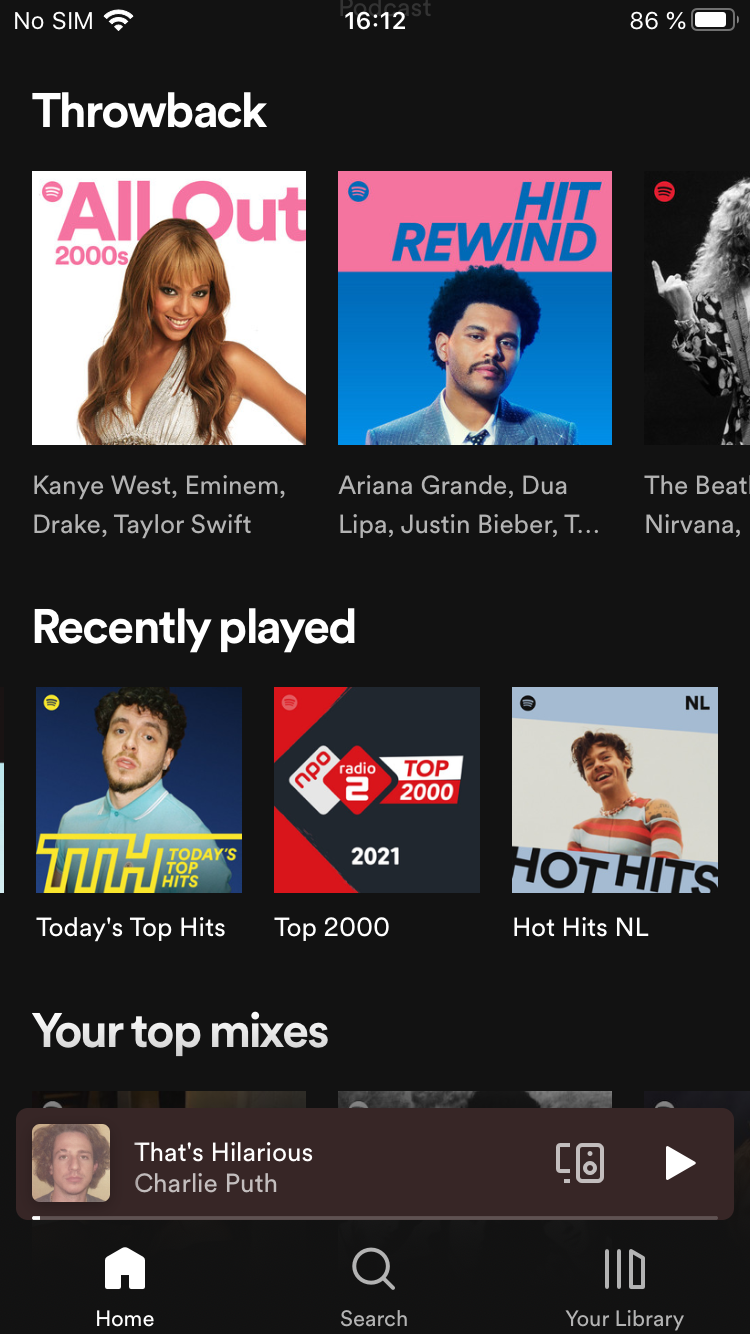 Podcast
No SIM 16:12 86 %
Throwback
All Out
2000s
HIT
REWIND
Kanye West, Eminem,
Drake, Taylor Swift
Ariana Grande, Dua
Lipa, Justin Bieber, T...
The Beatl
Nirvana,
Recently played
TTH TODAY'S
TOP
HITS
npo
radio
2
TOP
2000
2021
NL
HOT HITS
Today's Top Hits
Top 2000
Hot Hits NL
Your top mixes
That's Hilarious
Charlie Puth
Home
Search
Your Library